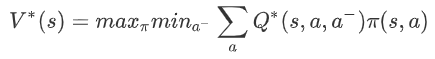 V*(s) = max_π min_{a⁻} ∑_a Q*(s, a, a⁻)π(s, a)